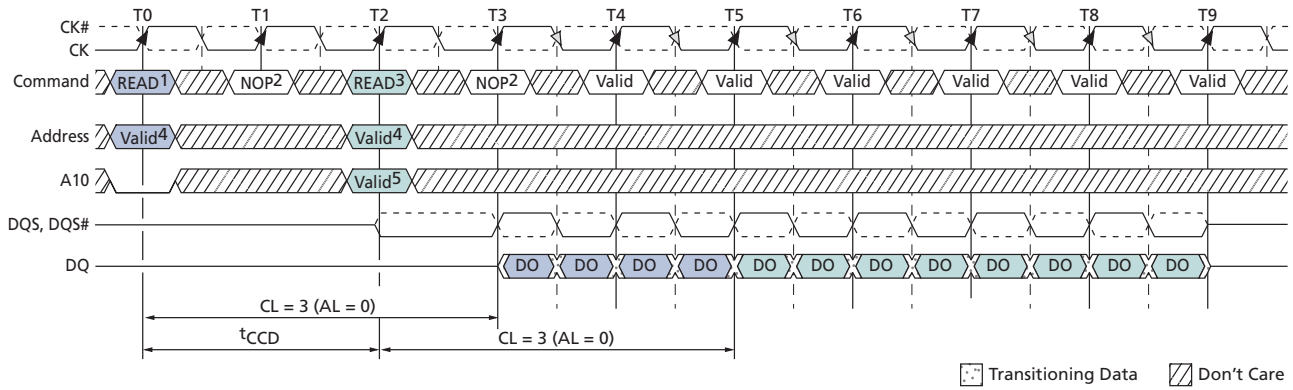 T0 T1 T2 T3 T4 T5 T6 T7 T8 T9
CK#
CK
Command READ1 NOP2 READ3 NOP2 Valid Valid Valid Valid Valid Valid
Address Valid4 Valid4
A10 Valid5
DQS, DQS#
DQ DO DO DO DO DO DO DO DO DO DO DO DO
CL = 3 (AL = 0)
tCCD CL = 3 (AL = 0)
Transitioning Data Don't Care